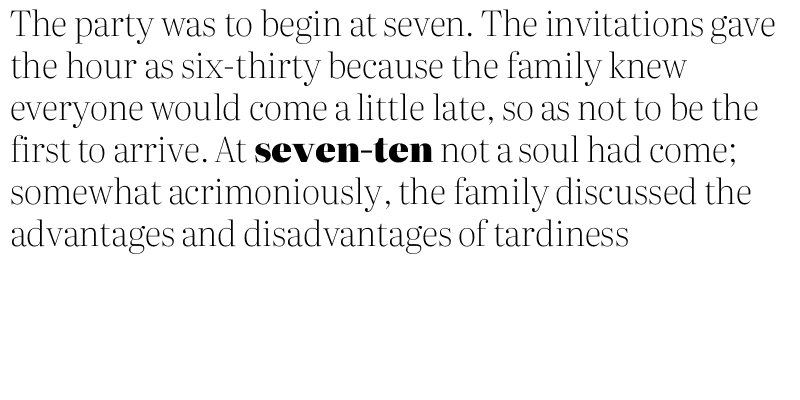 The party was to begin at seven. The invitations gave
the hour as six-thirty because the family knew
everyone would come a little late, so as not to be the
first to arrive. At seven-ten not a soul had come;
somewhat acrimoniously, the family discussed the
advantages and disadvantages of tardiness